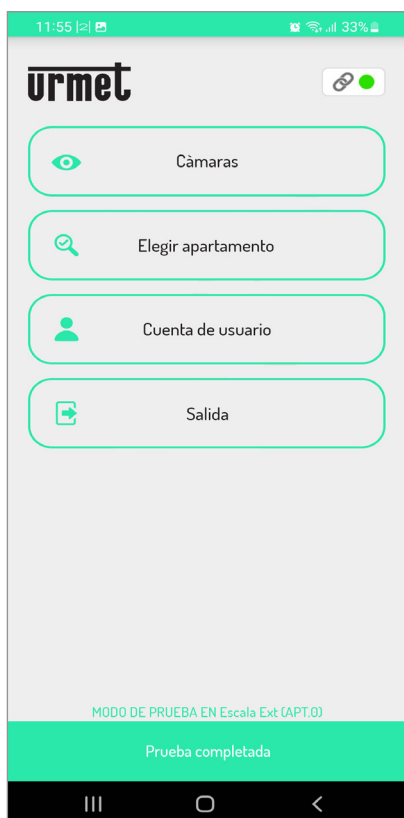 11:55 |2| 33%
urmet
Càmaras
Elegir apartamento
Cuenta de usuario
Salida
MODO DE PRUEBA EN Escala Ext (APT.0)
Prueba completada